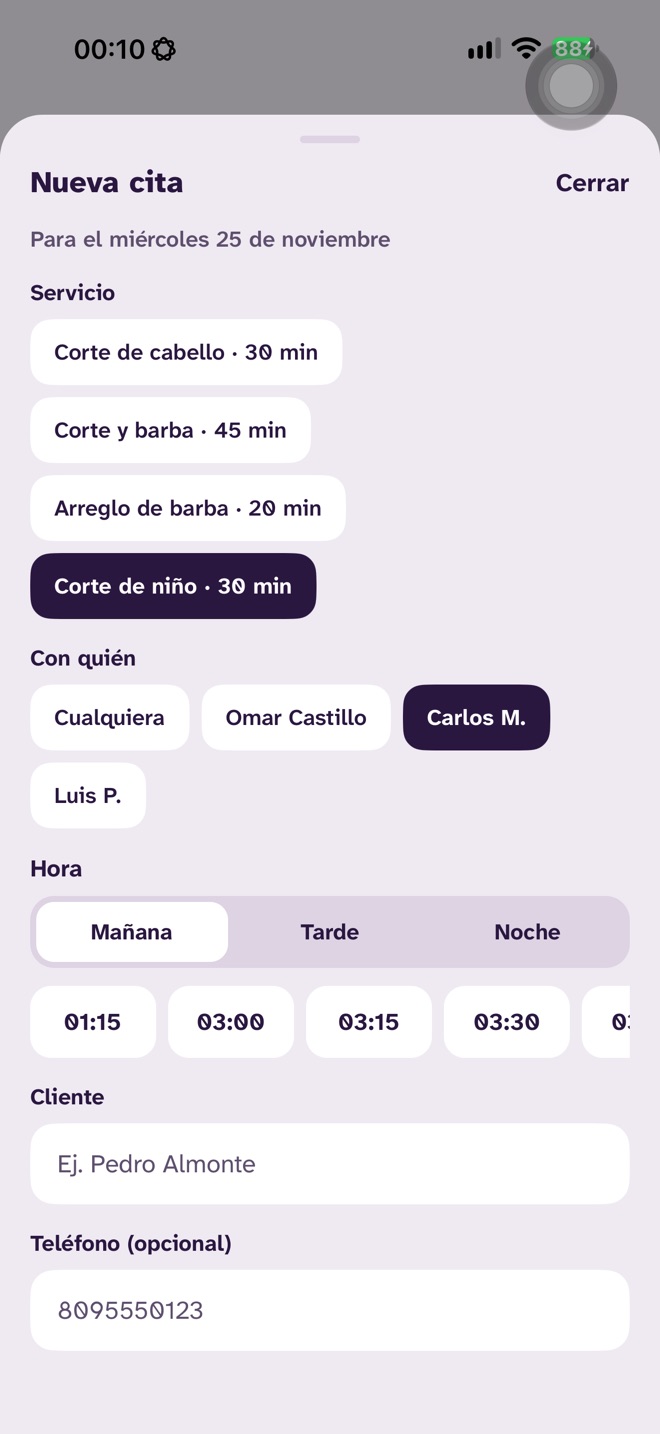 00:10
88
Nueva cita
Cerrar
Para el miércoles 25 de noviembre
Servicio
Corte de cabello · 30 min
Corte y barba · 45 min
Arreglo de barba · 20 min
Corte de niño · 30 min
Con quién
Cualquiera
Omar Castillo
Carlos M.
Luis P.
Hora
Mañana
Tarde
Noche
01:15
03:00
03:15
03:30
Cliente
Ej. Pedro Almonte
Teléfono (opcional)
8095550123